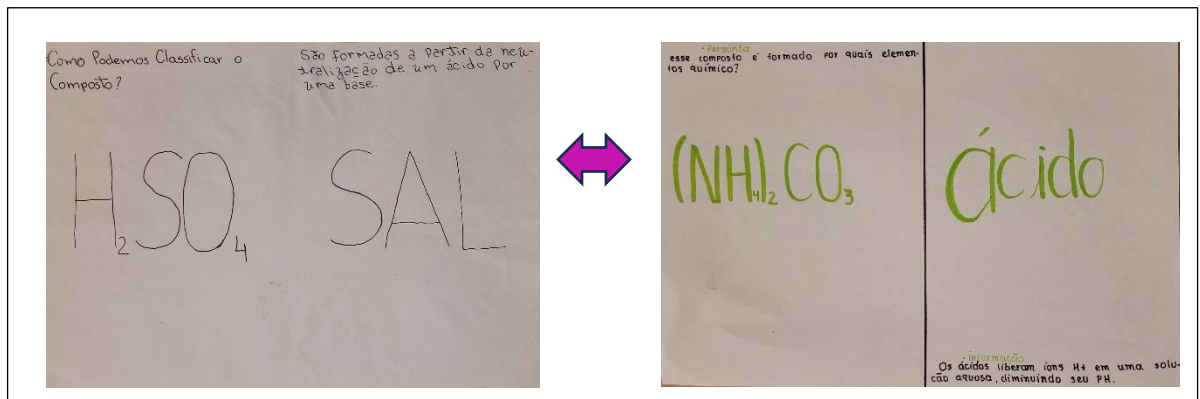 Como Podemos Classificar o
Composto?
São formadas a partir da neu-
tralização de um ácido por
uma base.
H₂SO₄
SAL
• Pergunta
esse composto é formado por quais elemen-
tos químico?
(NH₄)₂CO₃
ácido
• informação
Os ácidos liberam íons H+ em uma solu-
ção aquosa, diminuindo seu PH.